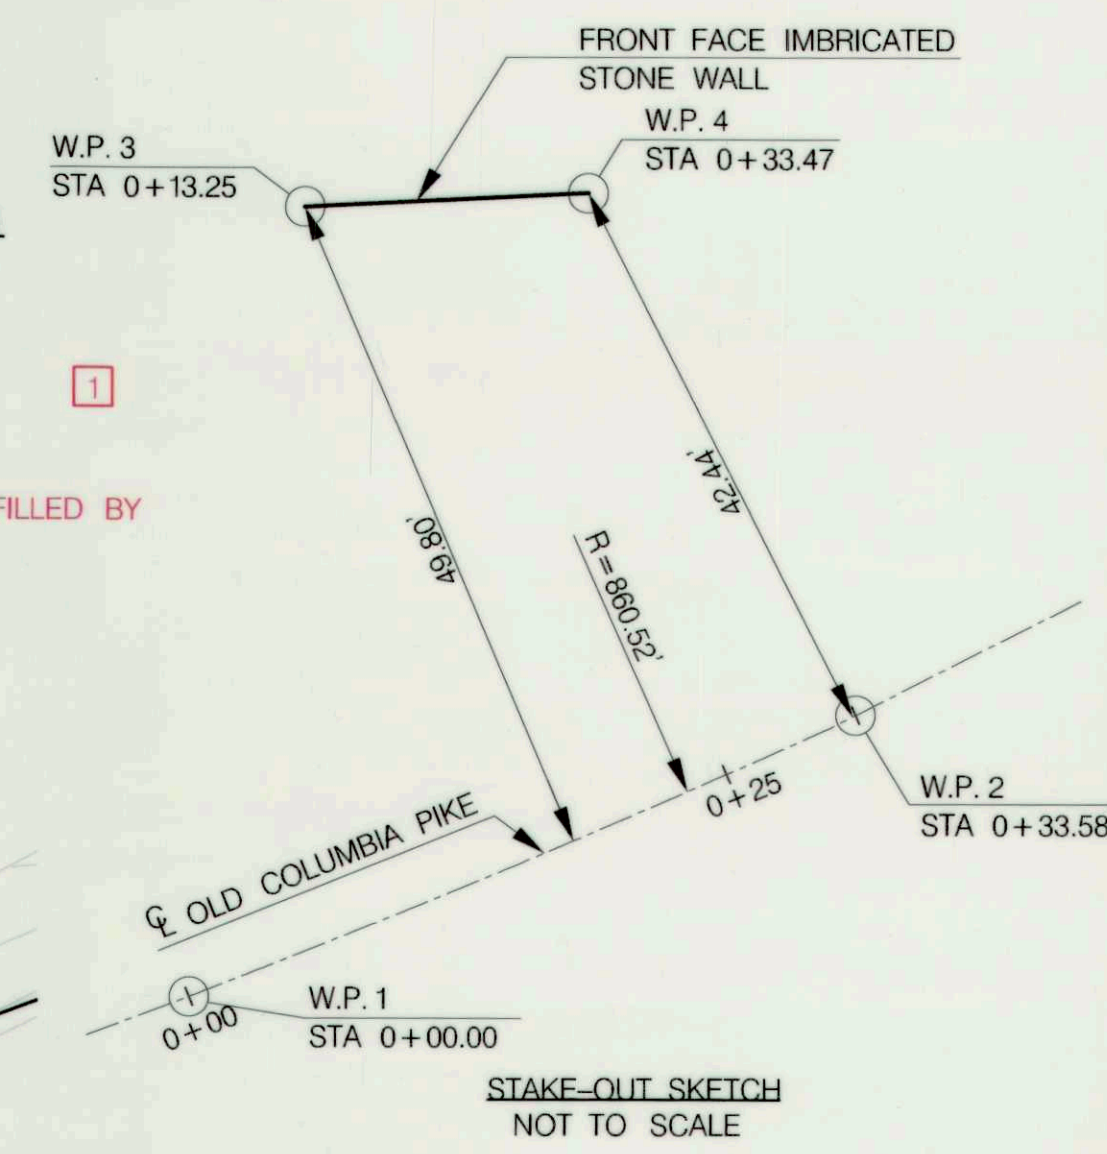 FRONT FACE IMBRICATED
STONE WALL
W.P. 4
STA 0+33.47
W.P. 3
STA 0+13.25
1
FILLED BY
49.80'
42.44'
R=860.52'
0+25
W.P. 2
STA 0+33.58
℄ OLD COLUMBIA PIKE
0+00
W.P. 1
STA 0+00.00
STAKE-OUT SKETCH
NOT TO SCALE